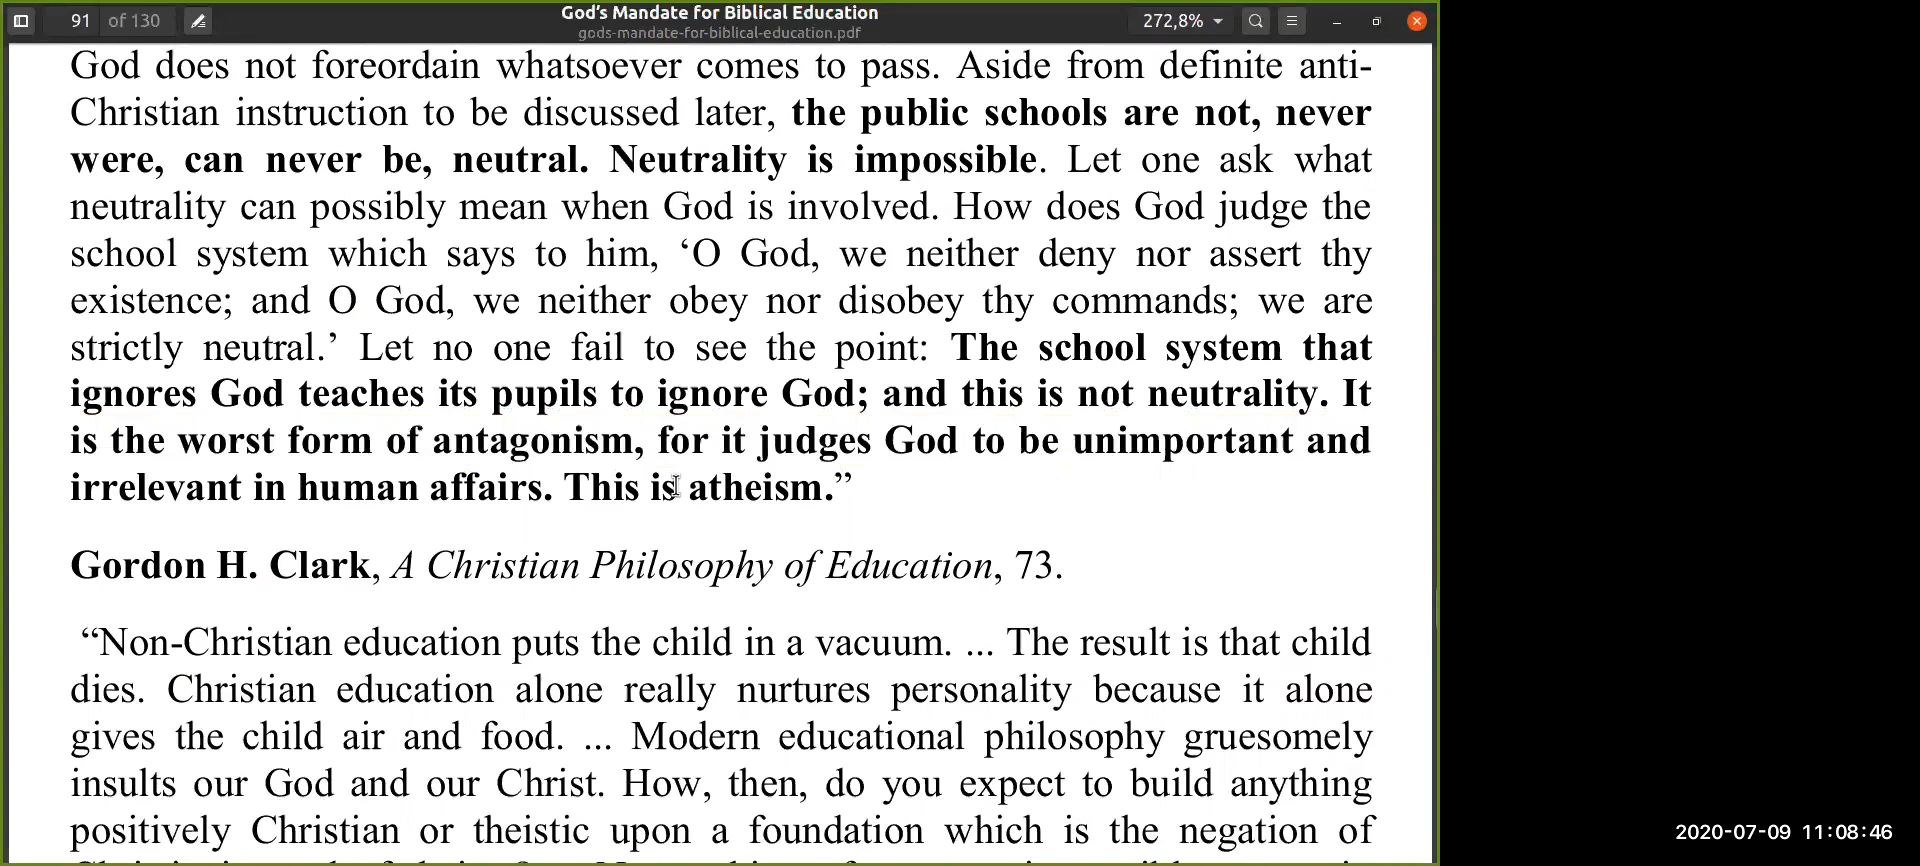 91 of 130
God's Mandate for Biblical Education
gods-mandate-for-biblical-education.pdf
272,8%
God does not foreordain whatsoever comes to pass. Aside from definite anti-
Christian instruction to be discussed later, the public schools are not, never
were, can never be, neutral. Neutrality is impossible. Let one ask what
neutrality can possibly mean when God is involved. How does God judge the
school system which says to him, ‘O God, we neither deny nor assert thy
existence; and O God, we neither obey nor disobey thy commands; we are
strictly neutral.’ Let no one fail to see the point: The school system that
ignores God teaches its pupils to ignore God; and this is not neutrality. It
is the worst form of antagonism, for it judges God to be unimportant and
irrelevant in human affairs. This is atheism.”
Gordon H. Clark, A Christian Philosophy of Education, 73.
“Non-Christian education puts the child in a vacuum. ... The result is that child
dies. Christian education alone really nurtures personality because it alone
gives the child air and food. ... Modern educational philosophy gruesomely
insults our God and our Christ. How, then, do you expect to build anything
positively Christian or theistic upon a foundation which is the negation of
2020-07-09 11:08:46